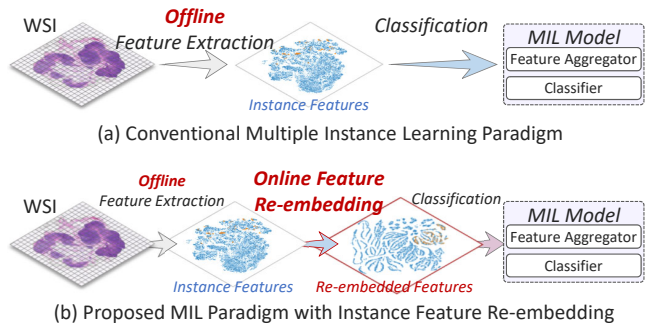 WSI
Offline
Feature Extraction
Classification
MIL Model
Feature Aggregator
Classifier
Instance Features
(a) Conventional Multiple Instance Learning Paradigm
WSI
Offline
Feature Extraction
Online Feature
Re-embedding
Classification
MIL Model
Feature Aggregator
Classifier
Instance Features
Re-embedded Features
(b) Proposed MIL Paradigm with Instance Feature Re-embedding